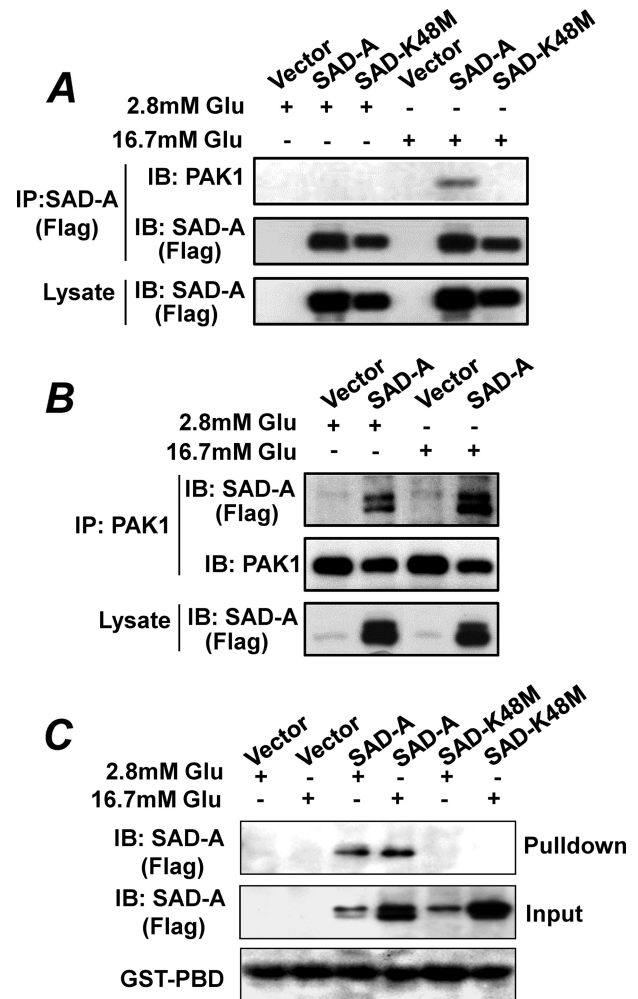 A
Vector SAD-A SAD-K48M Vector SAD-A SAD-K48M
2.8mM Glu + + + - - -
16.7mM Glu - - - + + +
IP:SAD-A
(Flag)
IB: PAK1
IB: SAD-A
(Flag)
Lysate
IB: SAD-A
(Flag)
B
Vector SAD-A Vector SAD-A
2.8mM Glu + + - -
16.7mM Glu - - + +
IP: PAK1
IB: SAD-A
(Flag)
IB: PAK1
Lysate
IB: SAD-A
(Flag)
C
Vector Vector SAD-A SAD-A SAD-K48M SAD-K48M
2.8mM Glu + - + - + -
16.7mM Glu - + - + - +
IB: SAD-A
(Flag)
Pulldown
IB: SAD-A
(Flag)
Input
GST-PBD